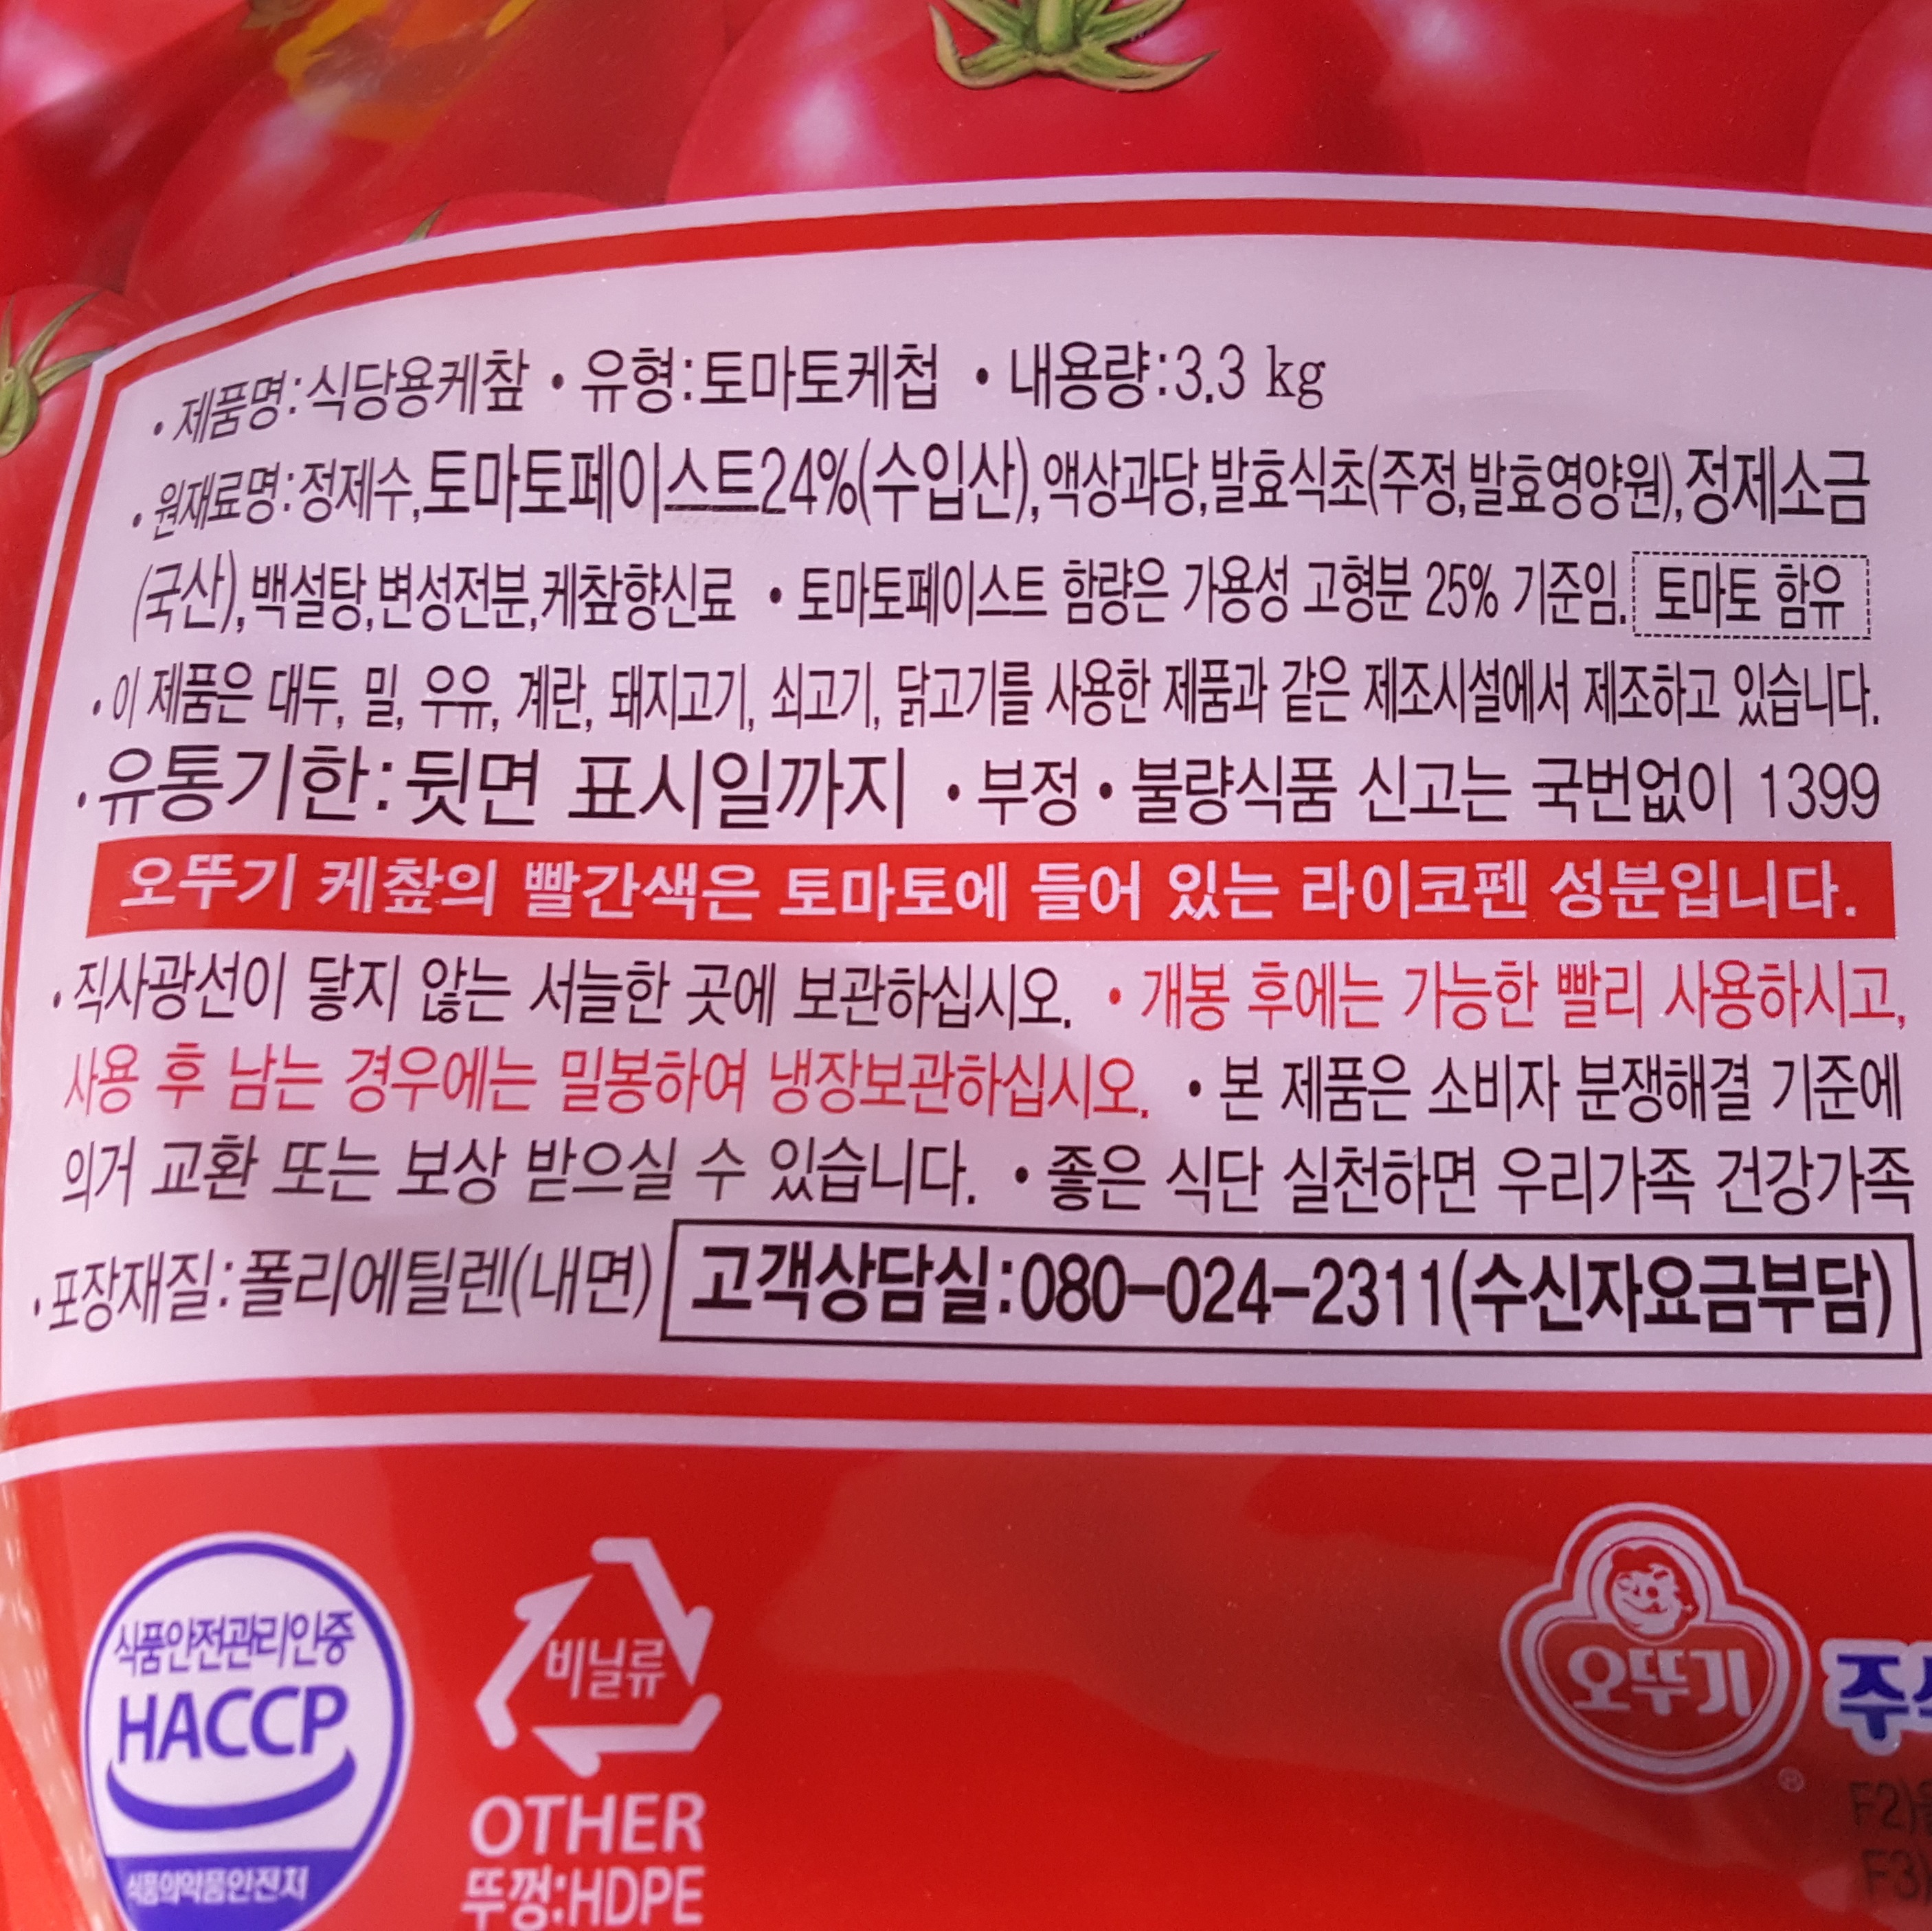 • 제품명:식당용케챂 • 유형:토마토케첩 • 내용량:3.3 kg
• 원재료명:정제수,토마토페이스트24%(수입산),액상과당,발효식초(주정,발효영양원),정제소금
(국산),백설탕,변성전분,케챂향신료 • 토마토페이스트 함량은 가용성 고형분 25% 기준임. 토마토 함유
• 이 제품은 대두, 밀, 우유, 계란, 돼지고기, 쇠고기, 닭고기를 사용한 제품과 같은 제조시설에서 제조하고 있습니다.
• 유통기한:뒷면 표시일까지 • 부정 • 불량식품 신고는 국번없이 1399
오뚜기 케챂의 빨간색은 토마토에 들어 있는 라이코펜 성분입니다.
• 직사광선이 닿지 않는 서늘한 곳에 보관하십시오. • 개봉 후에는 가능한 빨리 사용하시고,
사용 후 남는 경우에는 밀봉하여 냉장보관하십시오. • 본 제품은 소비자 분쟁해결 기준에
의거 교환 또는 보상 받으실 수 있습니다. • 좋은 식단 실천하면 우리가족 건강가족
• 포장재질:폴리에틸렌(내면) 고객상담실:080-024-2311(수신자요금부담)
식품안전관리인증
HACCP
식품의약품안전처
비닐류
OTHER
뚜껑:HDPE
오뚜기
®
F2)
F3)